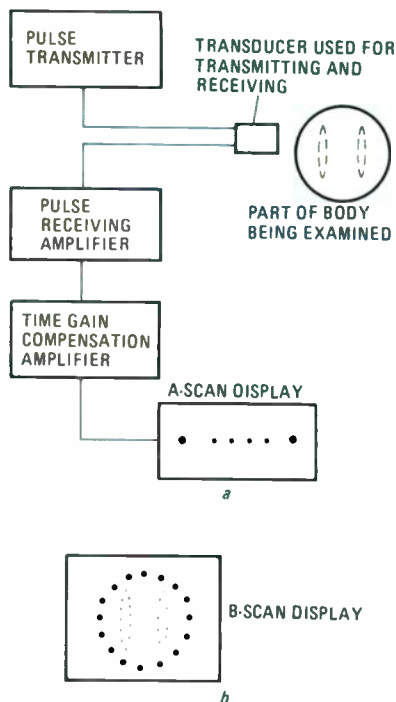 PULSE
TRANSMITTER
TRANSDUCER USED FOR
TRANSMITTING AND
RECEIVING
PULSE
RECEIVING
AMPLIFIER
PART OF BODY
BEING EXAMINED
TIME GAIN
COMPENSATION
AMPLIFIER
A-SCAN DISPLAY
a
B-SCAN DISPLAY
b